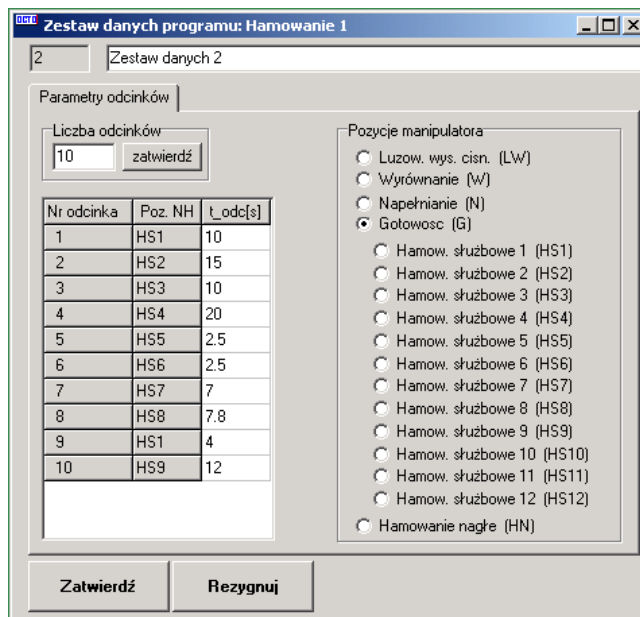 OCTO Zestaw danych programu: Hamowanie 1
2 Zestaw danych 2
Parametry odcinków
Liczba odcinków
10 zatwierdź
Nr odcinka Poz. NH t_odc[s]
1 HS1 10
2 HS2 15
3 HS3 10
4 HS4 20
5 HS5 2.5
6 HS6 2.5
7 HS7 7
8 HS8 7.8
9 HS1 4
10 HS9 12
Pozycje manipulatora
Luzow. wys. cisn. (LW)
Wyrównanie (W)
Napełnianie (N)
Gotowosc (G)
Hamow. służbowe 1 (HS1)
Hamow. służbowe 2 (HS2)
Hamow. służbowe 3 (HS3)
Hamow. służbowe 4 (HS4)
Hamow. służbowe 5 (HS5)
Hamow. służbowe 6 (HS6)
Hamow. służbowe 7 (HS7)
Hamow. służbowe 8 (HS8)
Hamow. służbowe 9 (HS9)
Hamow. służbowe 10 (HS10)
Hamow. służbowe 11 (HS11)
Hamow. służbowe 12 (HS12)
Hamowanie nagłe (HN)
Zatwierdź Rezygnuj